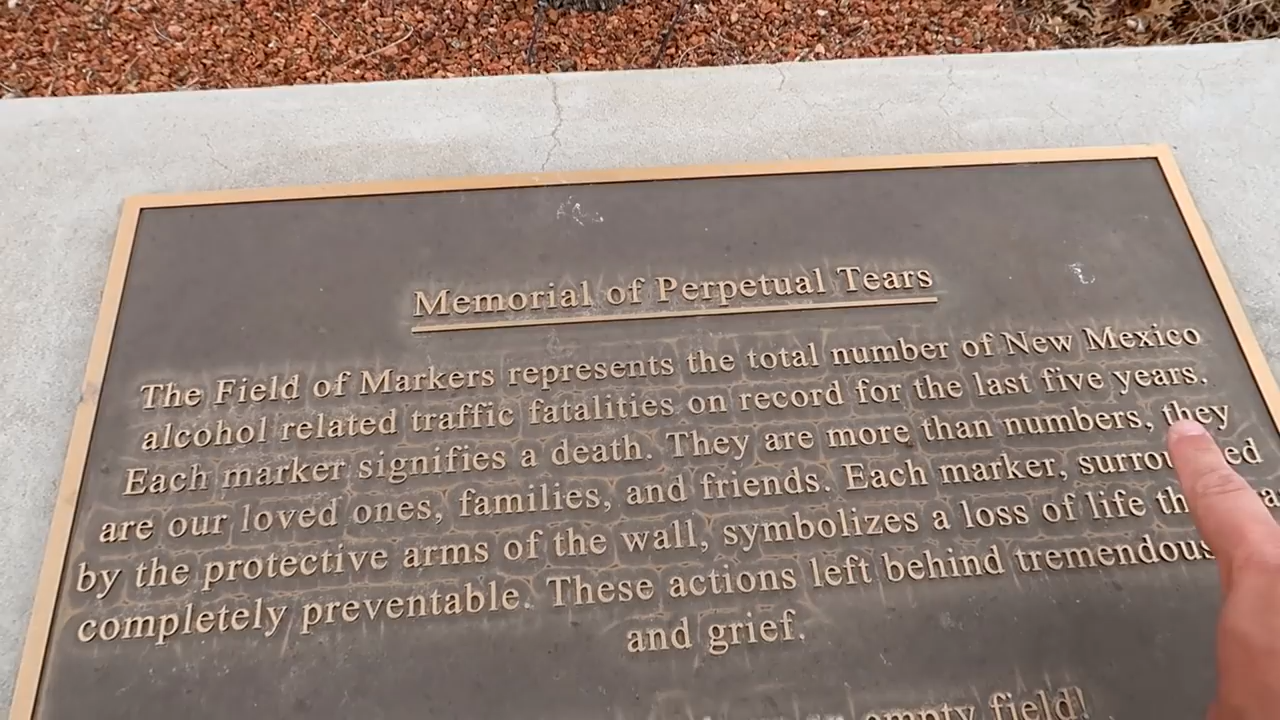 Memorial of Perpetual Tears
The Field of Markers represents the total number of New Mexico
alcohol related traffic fatalities on record for the last five years.
Each marker signifies a death. They are more than numbers, they
are our loved ones, families, and friends. Each marker,
by the protective arms of the wall, symbolizes a loss of life
completely preventable. These actions left behind tremendous
and grief.
empty field!